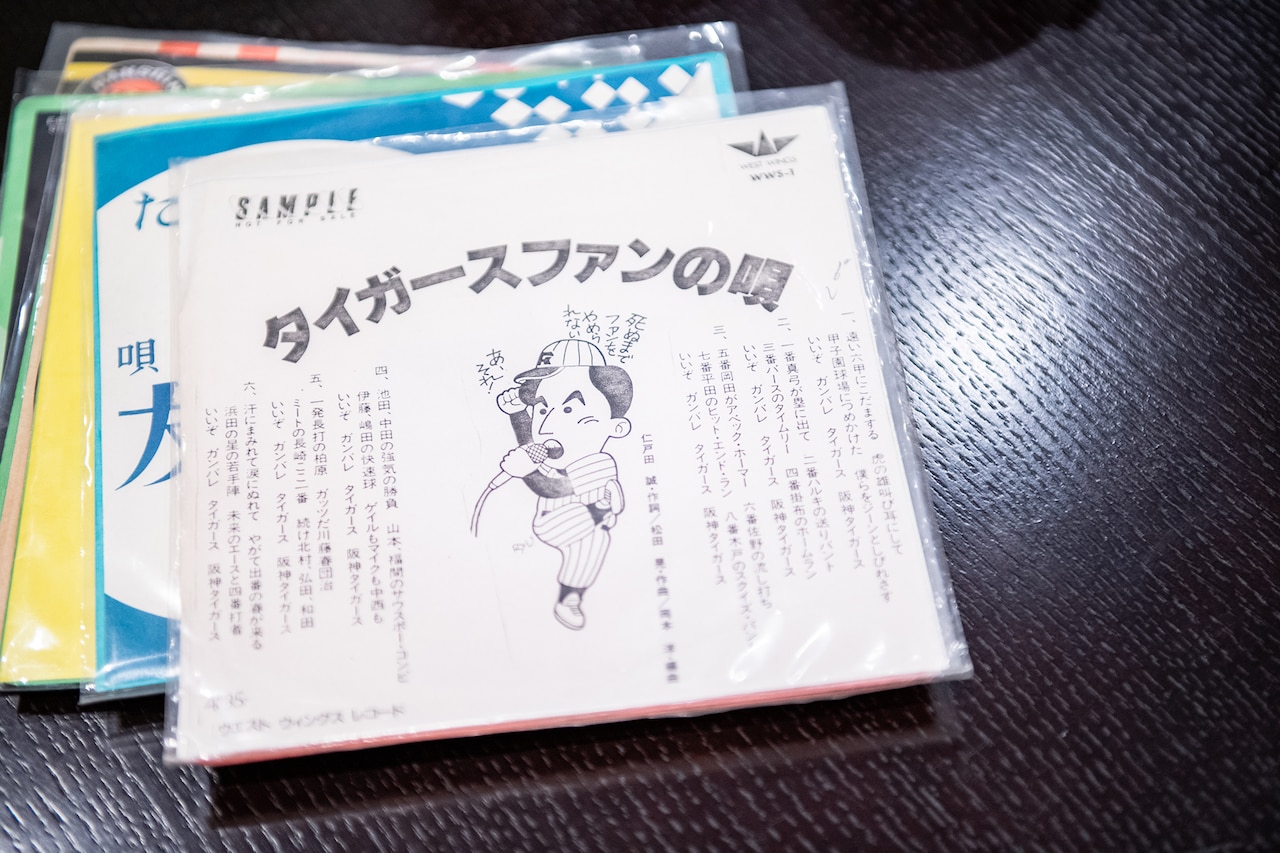 SAMPLE
NOT FOR SALE
WEST WING
WWS-1
タイガースファンの唄
死ぬまで
ファンを
やめら
れない
あ、
それ!
一、遠い六甲にこだまする 虎の雄叫び耳にして
甲子園球場につめかけた 僕らをジーンとしびれさす
いいぞ ガンバレ タイガース 阪神タイガース
二、一番真弓が塁に出て 二番ハルキの送りバント
三番バースのタイムリー 四番掛布のホームラン
いいぞ ガンバレ タイガース 阪神タイガース
三、五番岡田がアベック・ホーマー 六番佐野の流し打ち
七番平田のヒット・エンド・ラン 八番木戸のスクイズ・バント
いいぞ ガンバレ タイガース 阪神タイガース
仁戸田 誠・作詞/松田 晃・作曲/岡本 洋・編曲
四、池田、中田の強気の勝負 山本、福間のサウスポー・コンビ
伊藤、嶋田の快速球 ゲイルもマイクも中西も
いいぞ ガンバレ タイガース 阪神タイガース
五、一発長打の柏原 ガッツだ川藤春団治
ミートの長崎ここ一番 続け北村、弘田、和田
いいぞ ガンバレ タイガース 阪神タイガース
六、汗にまみれて涙にぬれて やがて出番の春が来る
浜田の星の若手陣 未来のエースと四番打者
いいぞ ガンバレ タイガース 阪神タイガース
ウエスト ウィングス レコード
た
唄